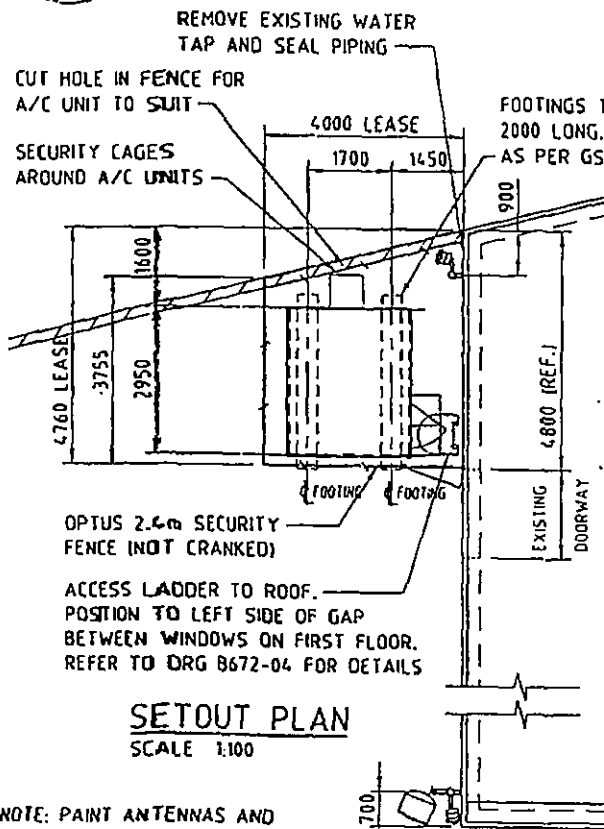 REMOVE EXISTING WATER
TAP AND SEAL PIPING
CUT HOLE IN FENCE FOR
A/C UNIT TO SUIT
SECURITY CAGES
AROUND A/C UNITS
4000 LEASE
1700
1450
FOOTINGS
2000 LONG.
AS PER GS
900
1600
4760 LEASE
3755
2950
4800 (REF.)
EXISTING
DOORWAY
℄ FOOTING
℄ FOOTING
OPTUS 2.4m SECURITY
FENCE (NOT CRANKED)
ACCESS LADDER TO ROOF.
POSITION TO LEFT SIDE OF GAP
BETWEEN WINDOWS ON FIRST FLOOR.
REFER TO DRG B672-04 FOR DETAILS
SETOUT PLAN
SCALE 1:100
700
NOTE: PAINT ANTENNAS AND